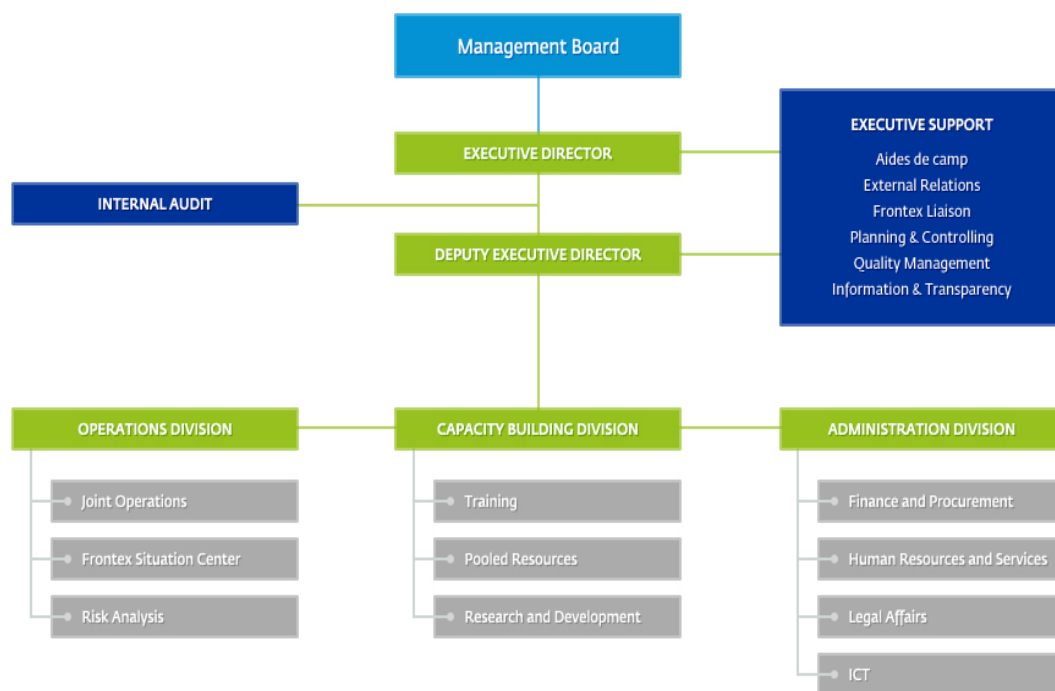 Management Board
EXECUTIVE DIRECTOR
EXECUTIVE SUPPORT
Aides de camp
External Relations
Frontex Liaison
Planning & Controlling
Quality Management
Information & Transparency
INTERNAL AUDIT
DEPUTY EXECUTIVE DIRECTOR
OPERATIONS DIVISION
Joint Operations
Frontex Situation Center
Risk Analysis
CAPACITY BUILDING DIVISION
Training
Pooled Resources
Research and Development
ADMINISTRATION DIVISION
Finance and Procurement
Human Resources and Services
Legal Affairs
ICT